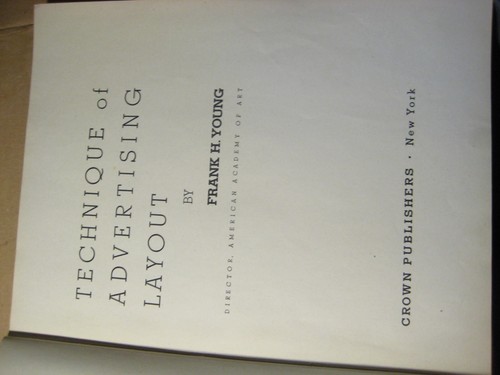 TECHNIQUE of
ADVERTISING
LAYOUT
BY
FRANK H. YOUNG
DIRECTOR, AMERICAN ACADEMY OF ART
CROWN PUBLISHERS · New York